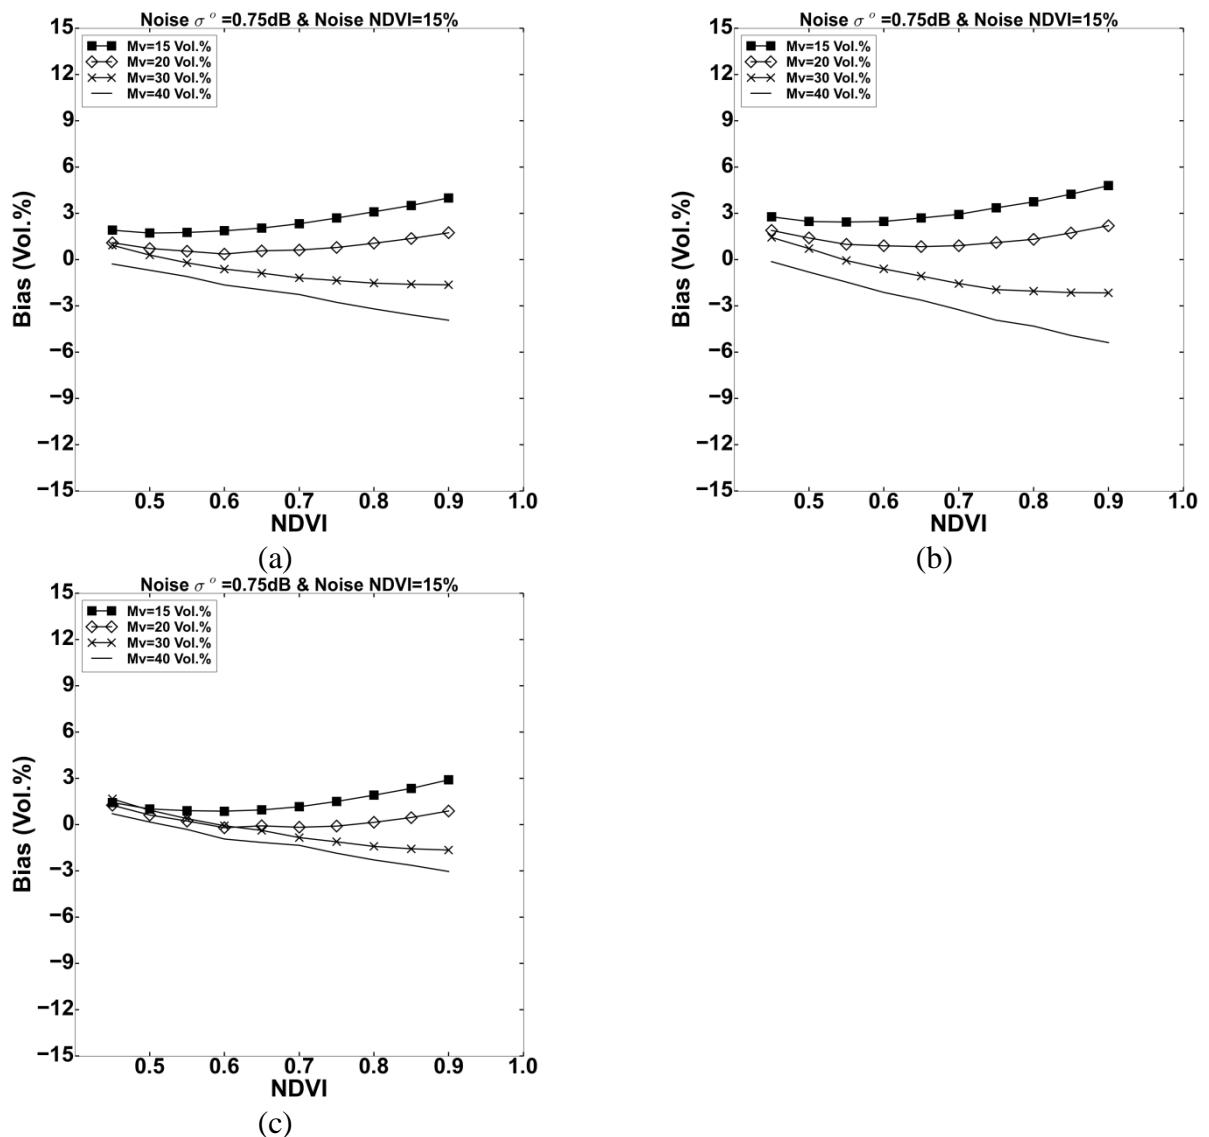 Noise σ° =0.75dB & Noise NDVI=15%
15
12
9
6
3
0
−3
−6
−9
−12
−15
Bias (Vol.%)
Mv=15 Vol.%
Mv=20 Vol.%
Mv=30 Vol.%
Mv=40 Vol.%
0.5 0.6 0.7 0.8 0.9 1.0
NDVI
(a)
Noise σ° =0.75dB & Noise NDVI=15%
15
12
9
6
3
0
−3
−6
−9
−12
−15
Bias (Vol.%)
Mv=15 Vol.%
Mv=20 Vol.%
Mv=30 Vol.%
Mv=40 Vol.%
0.5 0.6 0.7 0.8 0.9 1.0
NDVI
(b)
Noise σ° =0.75dB & Noise NDVI=15%
15
12
9
6
3
0
−3
−6
−9
−12
−15
Bias (Vol.%)
Mv=15 Vol.%
Mv=20 Vol.%
Mv=30 Vol.%
Mv=40 Vol.%
0.5 0.6 0.7 0.8 0.9 1.0
NDVI
(c)